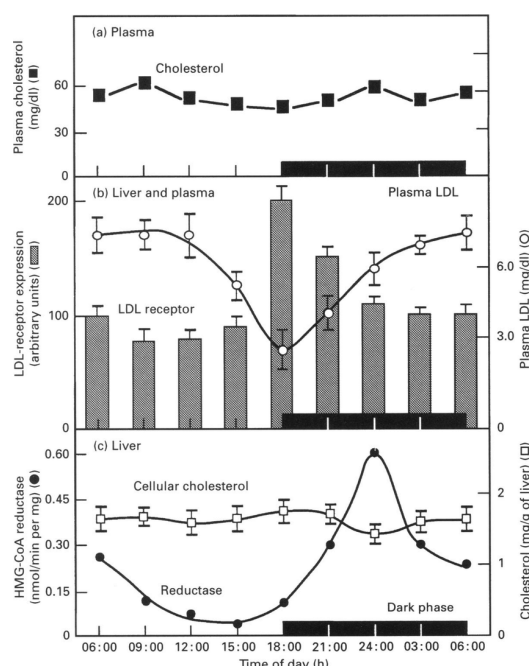 (a) Plasma
Cholesterol
Plasma cholesterol
(mg/dl) (■)
60
30
0
(b) Liver and plasma
Plasma LDL
LDL receptor
LDL-receptor expression
(arbitrary units) (▧)
200
100
0
6.0
3.0
0
Plasma LDL (mg/dl) (○)
(c) Liver
Cellular cholesterol
Reductase
Dark phase
HMG-CoA reductase
(nmol/min per mg) (●)
0.60
0.45
0.30
0.15
0
2
1
0
Cholesterol (mg/g of liver) (□)
06:00 09:00 12:00 15:00 18:00 21:00 24:00 03:00 06:00
Time of day (h)